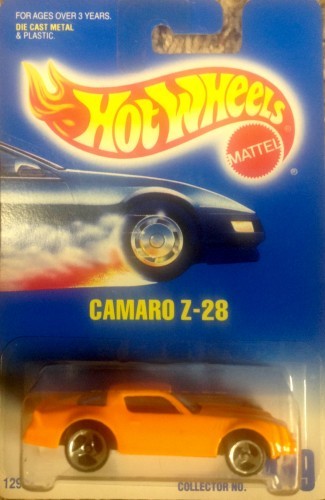 FOR AGES OVER 3 YEARS.
DIE CAST METAL
& PLASTIC.
HOT WHEELS
MATTEL
®
CAMARO Z-28
COLLECTOR NO.